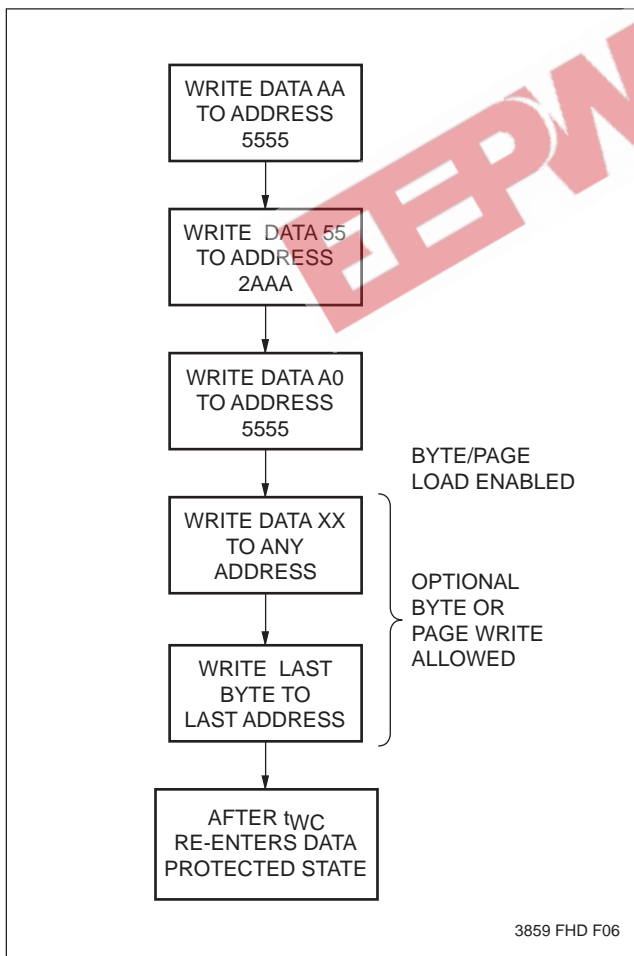 WRITE DATA AA
TO ADDRESS
5555
WRITE DATA 55
TO ADDRESS
2AAA
WRITE DATA A0
TO ADDRESS
5555
BYTE/PAGE
LOAD ENABLED
WRITE DATA XX
TO ANY
ADDRESS
OPTIONAL
BYTE OR
PAGE WRITE
ALLOWED
WRITE LAST
BYTE TO
LAST ADDRESS
AFTER tWC
RE-ENTERS DATA
PROTECTED STATE
3859 FHD F06
EEPW